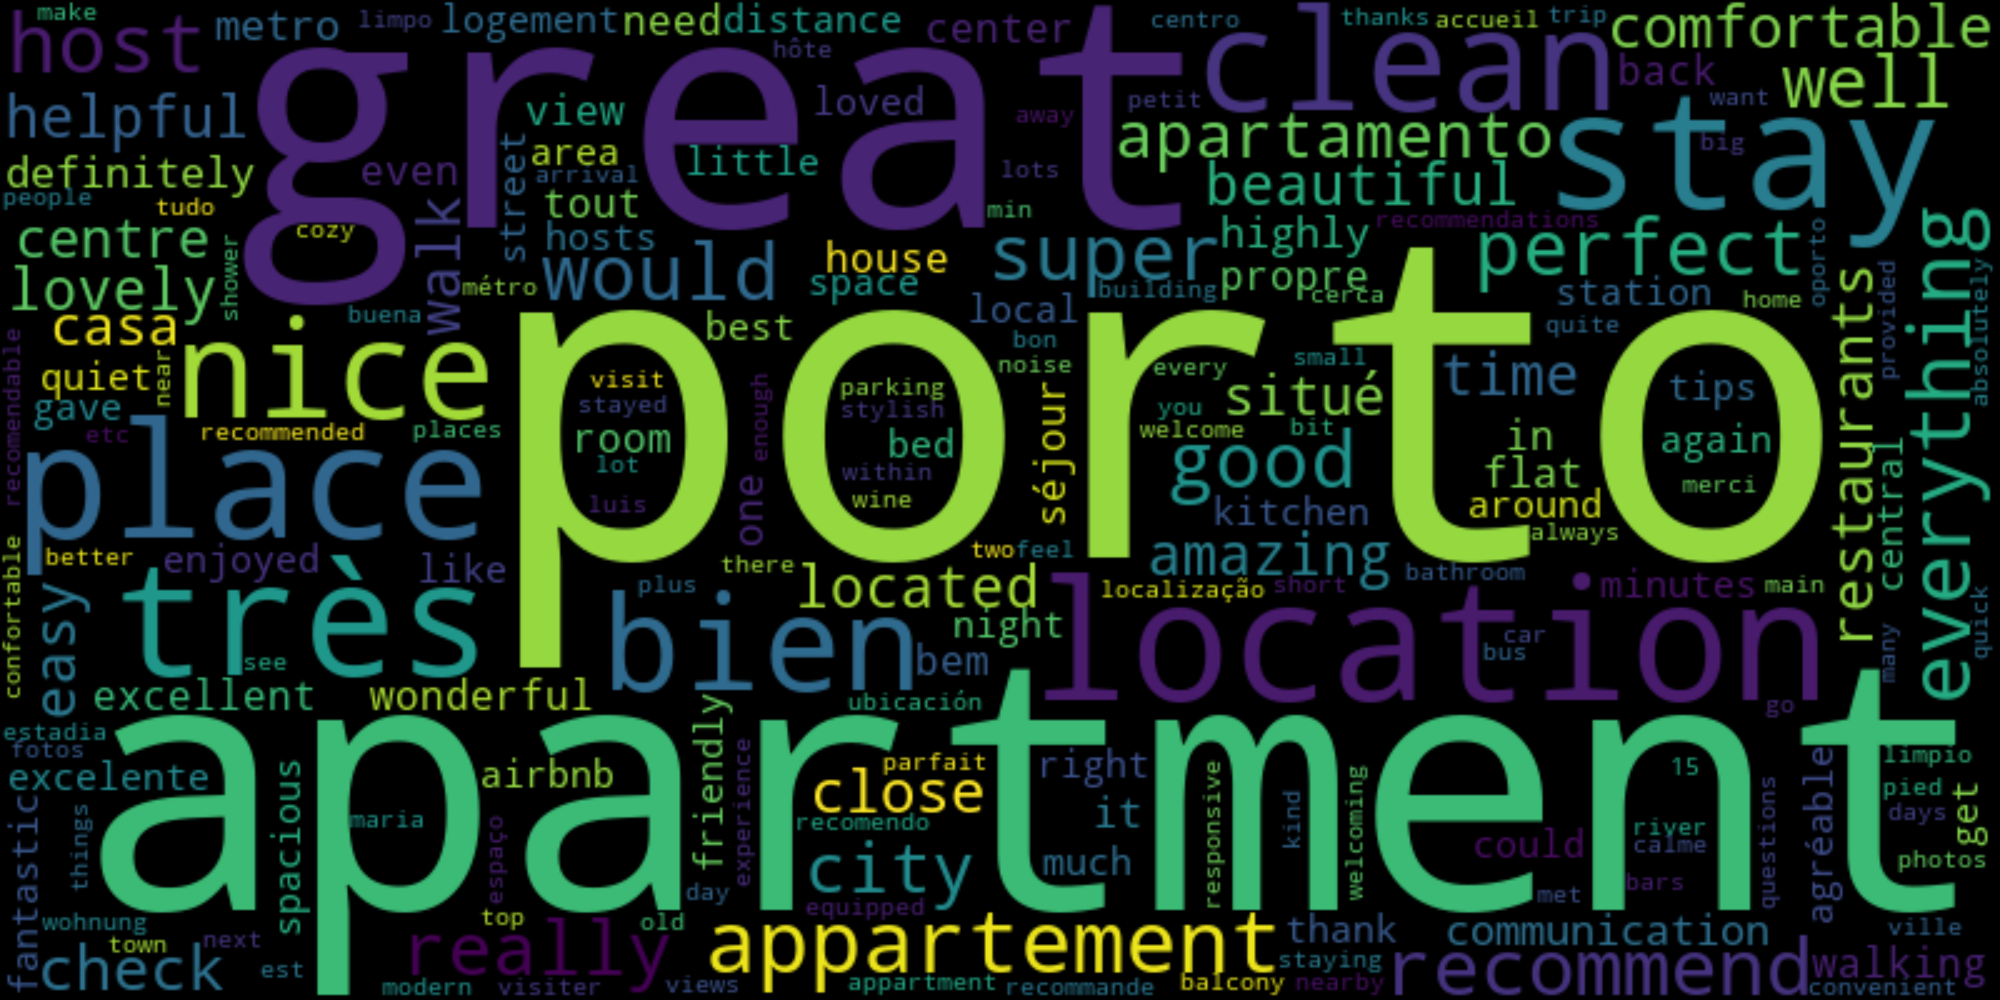 make
host
metro
limpo
logement
need
distance
hôte
center
centro
thanks
accueil
trip
comfortable
great
clean
back
well
helpful
view
loved
away
petit
want
apartamento
stay
big
definitely
even
street
area
arrival
little
lots
beautiful
people
tudo
tout
min
recommendations
centre
cozy
walk
hosts
would
house
space
super
highly
propre
cerca
perfect
oporto
everything
lovely
shower
métro
building
station
home
absolutely
casa
buena
best
local
bon
noise
quite
provided
restaurants
recomendable
quiet
near
nice
porto
visit
stayed
room
lot
luis
enough
one
parking
stylish
bed
within
wine
séjour
every
small
situé
you
welcome
bit
time
tips
gave
etc
recommended
places
place
good
in
flat
again
merci
kitchen
around
always
central
better
enjoyed
like
there
two
feel
amazing
bathroom
confortable
easy
très
see
plus
bien
located
night
bem
localização
short
location
minutes
main
car
bus
many
quick
go
excellent
wonderful
friendly
ubicación
estadia
fotos
excelente
apartment
airbnb
parfait
close
right
15
limpio
pied
days
get
fantastic
things
spacious
maria
espaço
experience
recomendo
it
responsive
kind
welcoming
could
river
calme
questions
agréable
photos
city
much
day
met
bars
equipped
wohnung
town
next
check
est
top
really
old
appartement
thank
staying
communication
ville
recommend
walking
modern
visiter
views
appartment
recommande
balcony
nearby
convenient